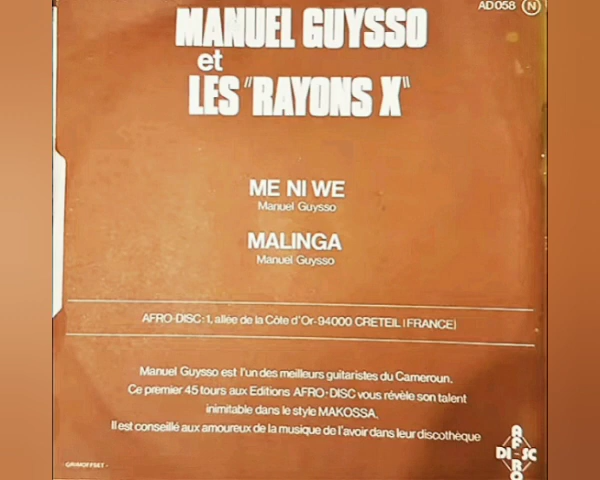 AD 058 N
MANUEL GUYSSO
et
LES "RAYONS X"
ME NI WE
Manuel Guysso
MALINGA
Manuel Guysso
AFRO-DISC : 1, allée de la Côte d'Or - 94000 CRETEIL (FRANCE)
Manuel Guysso est l'un des meilleurs guitaristes du Cameroun.
Ce premier 45 tours aux Editions AFRO-DISC vous révèle son talent
inimitable dans le style MAKOSSA.
Il est conseillé aux amoureux de la musique de l'avoir dans leur discothèque
AFRO
DISC